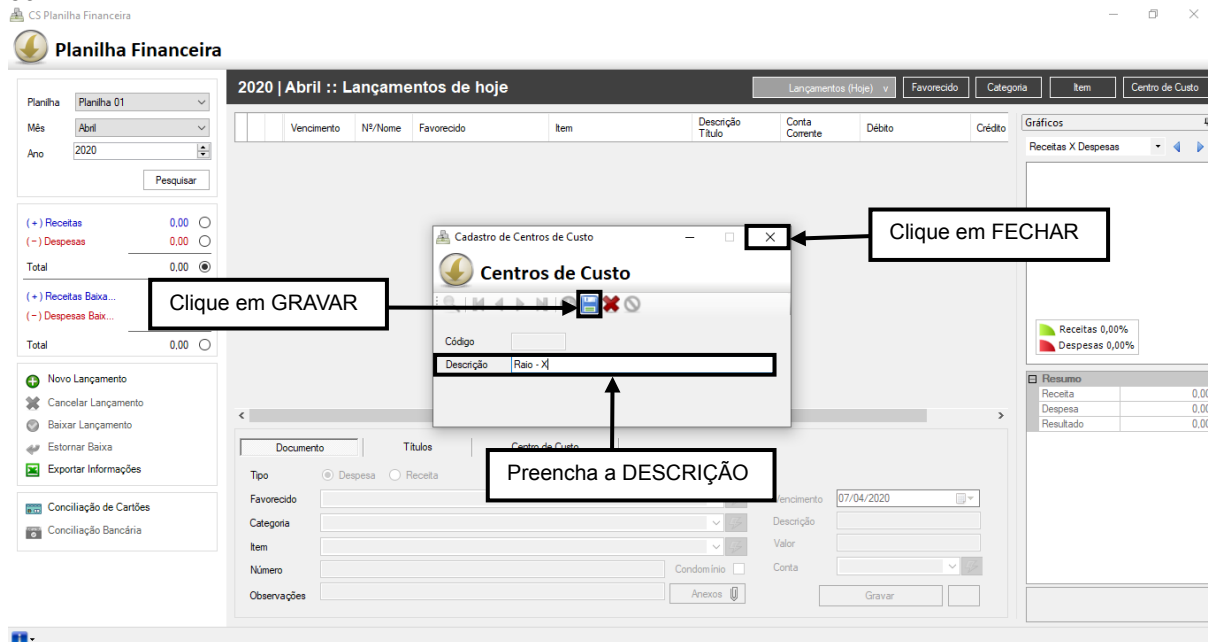 CS Planilha Financeira
Planilha Financeira
Planilha Planilha 01
Mês Abril
Ano 2020
Pesquisar
(+) Receitas 0,00
(-) Despesas 0,00
Total 0,00
(+) Receitas Baixa...
(-) Despesas Baix...
Total 0,00
Novo Lançamento
Cancelar Lançamento
Baixar Lançamento
Estornar Baixa
Exportar Informações
Conciliação de Cartões
Conciliação Bancária
2020 | Abril :: Lançamentos de hoje
Lançamentos (Hoje) v Favorecido Categoria Item Centro de Custo
Vencimento Nº/Nome Favorecido Item Descrição Título Conta Corrente Débito Crédito
Clique em GRAVAR
Cadastro de Centros de Custo
Centros de Custo
Código
Descrição Raio - X
Clique em FECHAR
Preencha a DESCRIÇÃO
Documento Títulos Centro de Custo
Tipo Despesa Receita
Favorecido Vencimento 07/04/2020
Categoria Descrição
Item Valor
Número Condomínio Conta
Observações Anexos Gravar
Gráficos
Receitas X Despesas
Receitas 0,00%
Despesas 0,00%
Resumo
Receita 0,00
Despesa 0,00
Resultado 0,00